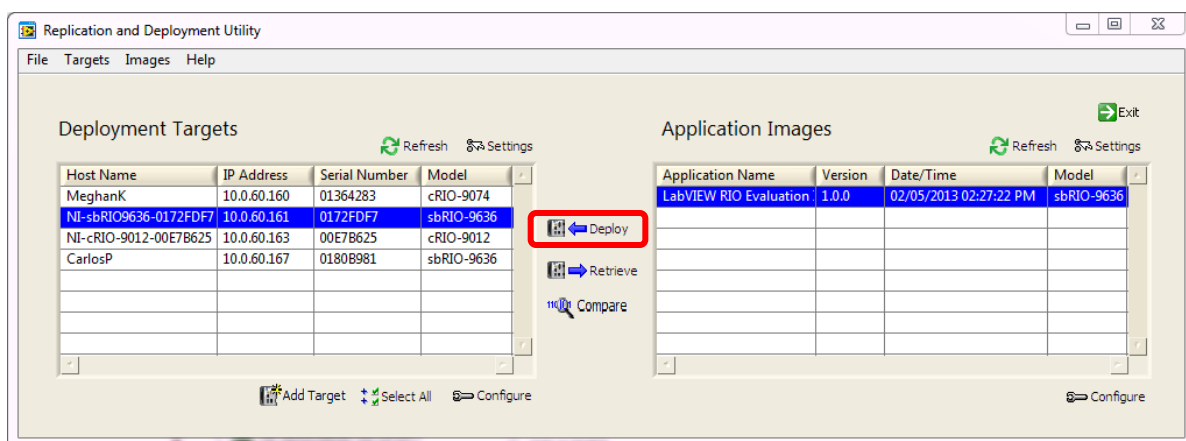 Replication and Deployment Utility
File Targets Images Help
Exit
Deployment Targets
Refresh Settings
Application Images
Refresh Settings
Host Name IP Address Serial Number Model
MeghanK 10.0.60.160 01364283 cRIO-9074
NI-sbRIO9636-0172FDF7 10.0.60.161 0172FDF7 sbRIO-9636
NI-cRIO-9012-00E7B625 10.0.60.163 00E7B625 cRIO-9012
CarlosP 10.0.60.167 0180B981 sbRIO-9636
Deploy
Retrieve
Compare
Application Name Version Date/Time Model
LabVIEW RIO Evaluation 1.0.0 02/05/2013 02:27:22 PM sbRIO-9636
Add Target Select All Configure
Configure